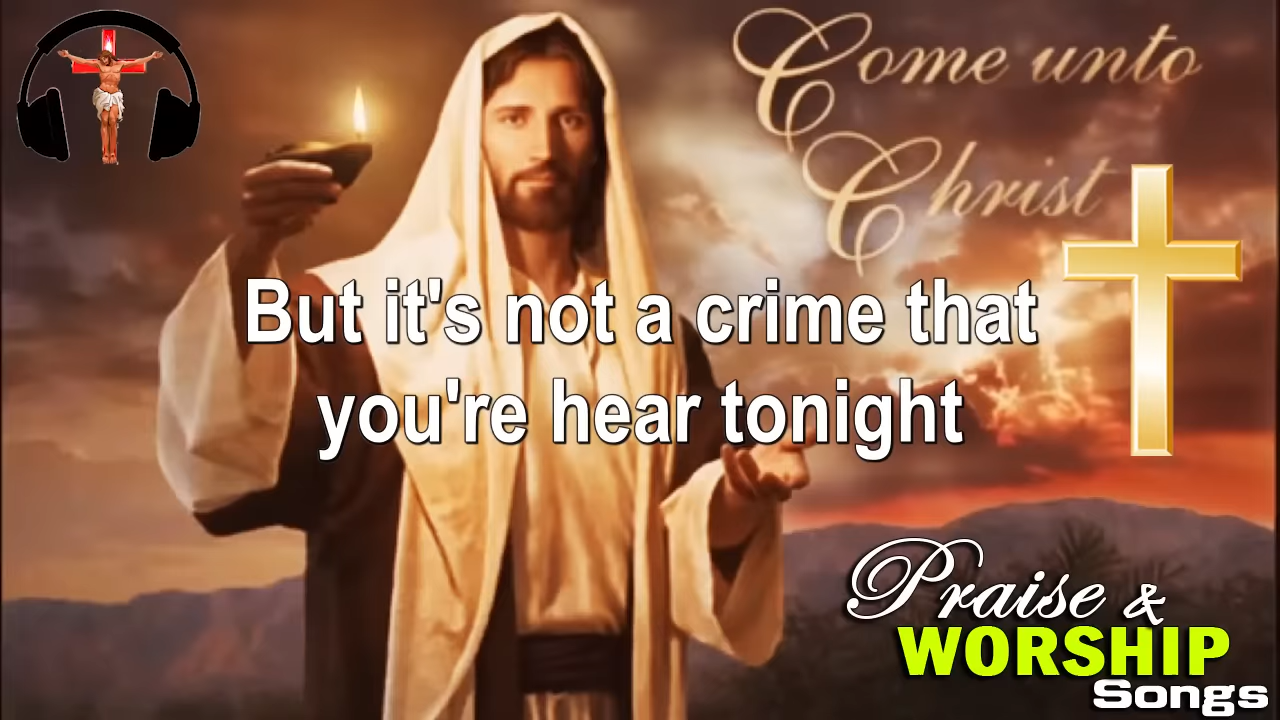 Come unto
Christ
But it's not a crime that
you're hear tonight
Praise &
WORSHIP
Songs